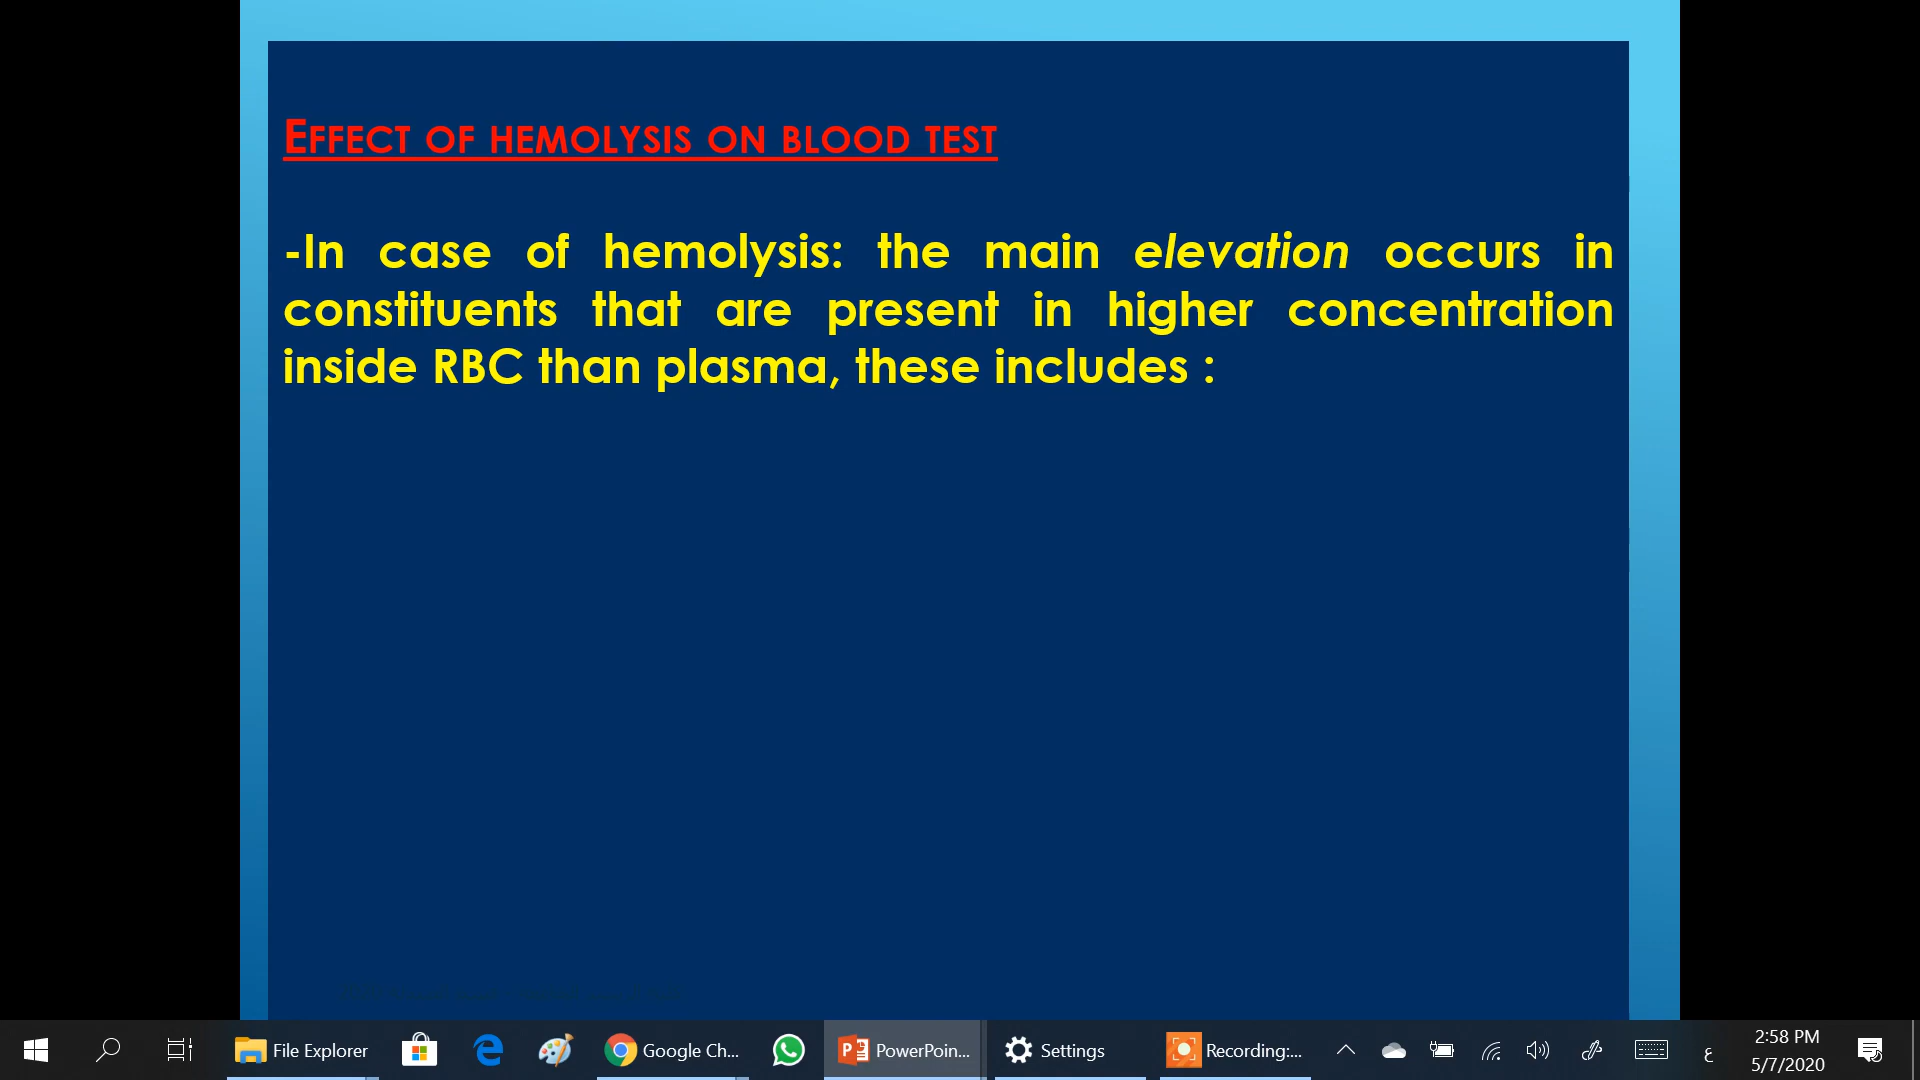 EFFECT OF HEMOLYSIS ON BLOOD TEST
-In case of hemolysis: the main elevation occurs in
constituents that are present in higher concentration
inside RBC than plasma, these includes :
File Explorer
Google Ch...
PowerPoin...
Settings
Recording:...
ع
2:58 PM
5/7/2020